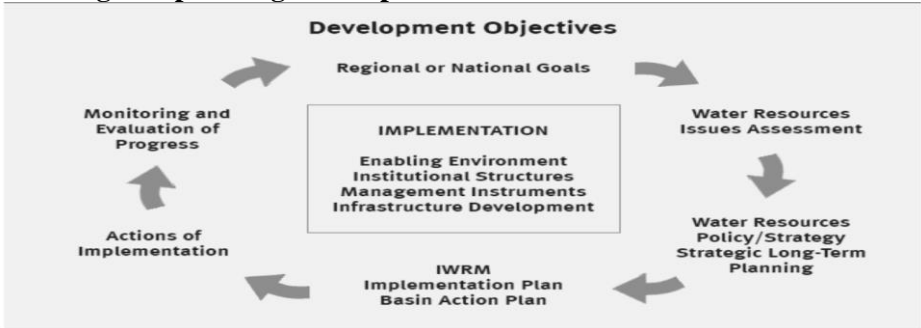 Development Objectives
Regional or National Goals
Water Resources
Issues Assessment
Water Resources
Policy/Strategy
Strategic Long-Term
Planning
IWRM
Implementation Plan
Basin Action Plan
Actions of
Implementation
Monitoring and
Evaluation of
Progress
IMPLEMENTATION
Enabling Environment
Institutional Structures
Management Instruments
Infrastructure Development